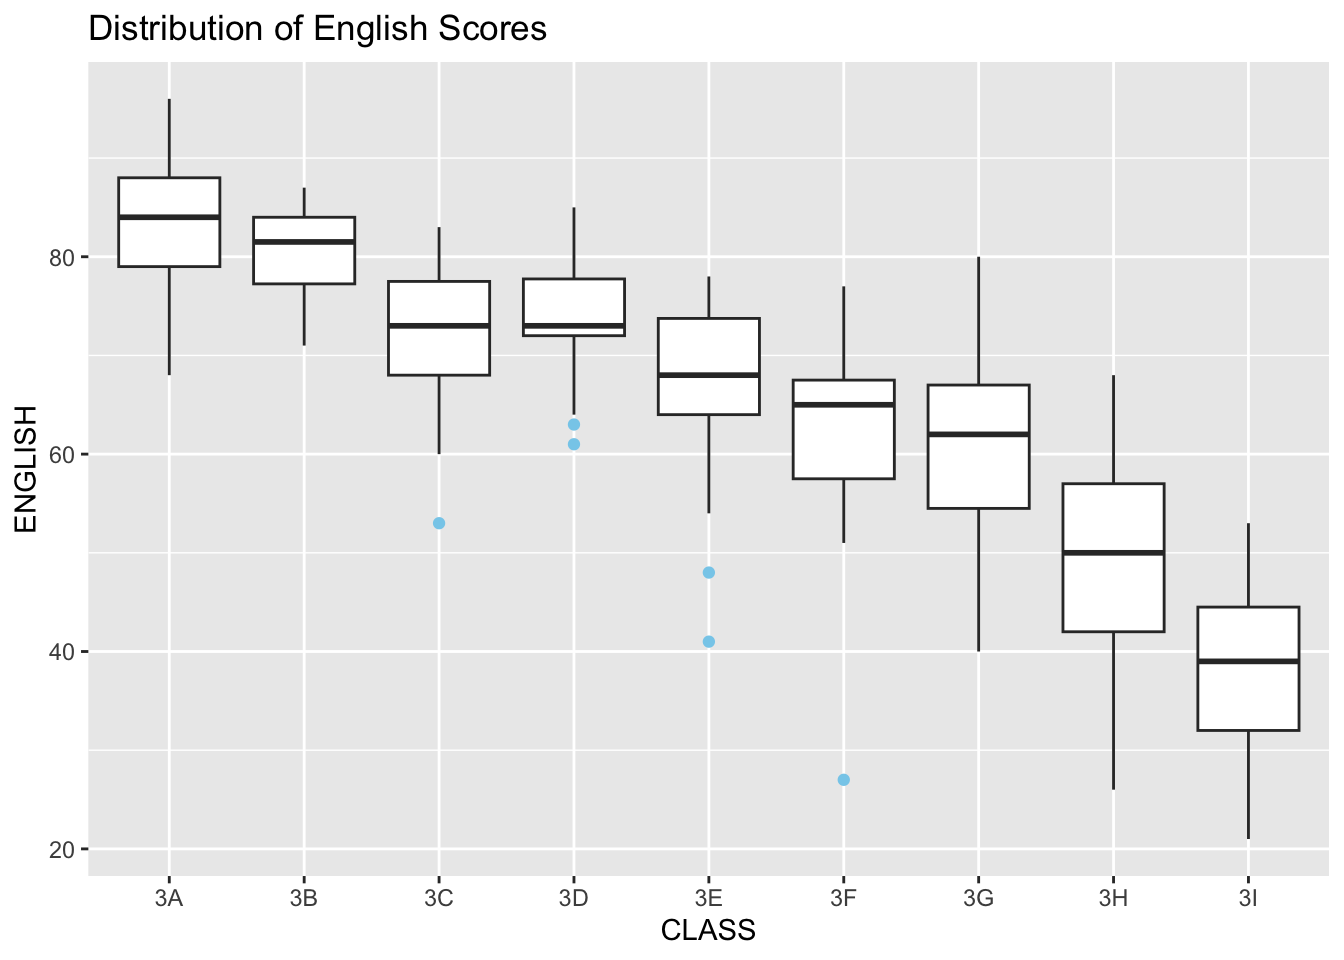 Distribution of English Scores
ENGLISH
80
60
40
20
3A 3B 3C 3D 3E 3F 3G 3H 3I
CLASS